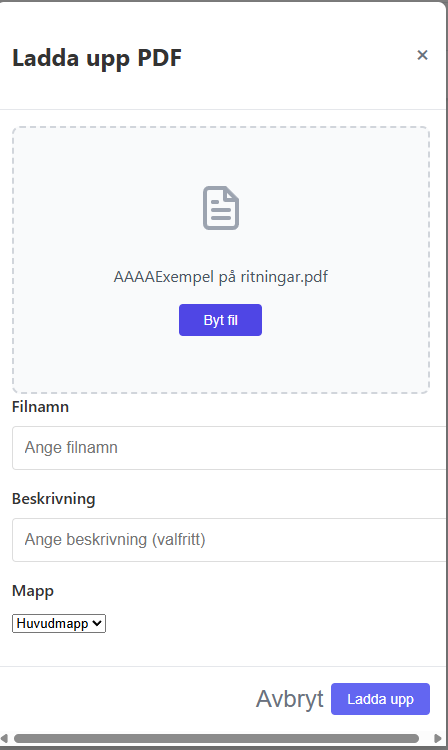 Ladda upp PDF
×
AAAAExempel på ritningar.pdf
Byt fil
Filnamn
Ange filnamn
Beskrivning
Ange beskrivning (valfritt)
Mapp
Huvudmapp
Avbryt Ladda upp